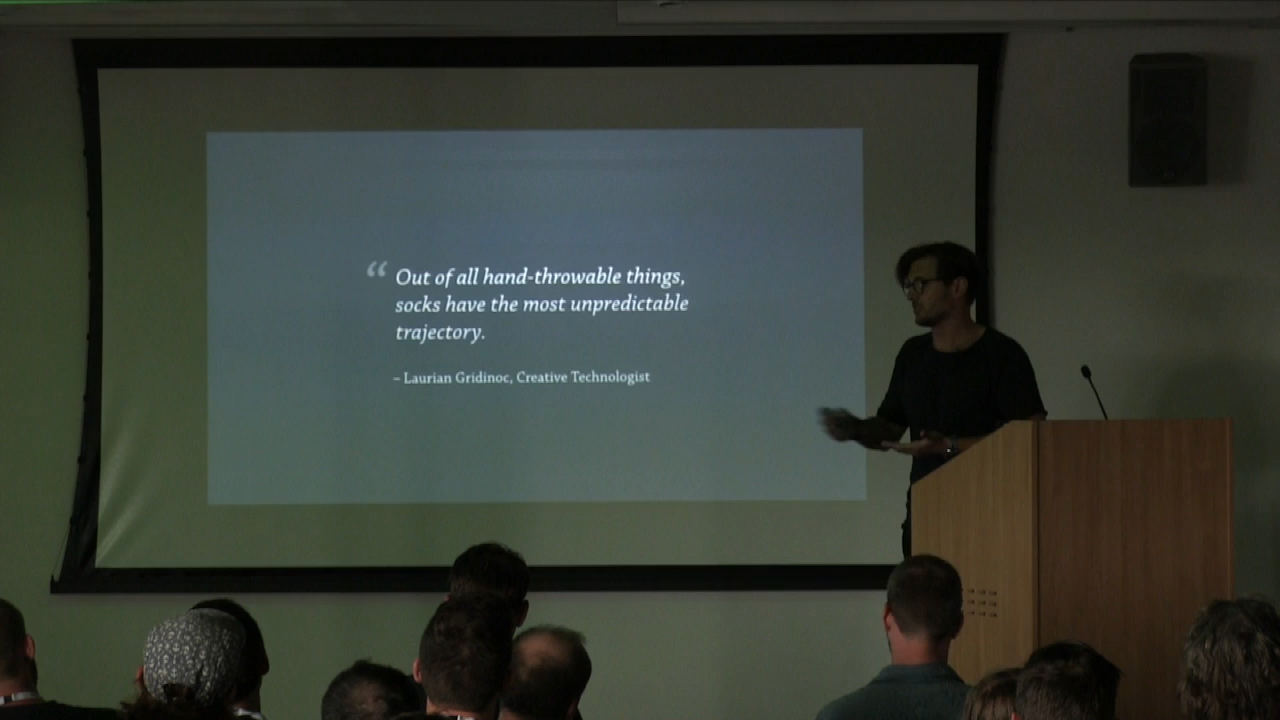 “ Out of all hand-throwable things,
socks have the most unpredictable
trajectory.
– Laurian Gridinoc, Creative Technologist